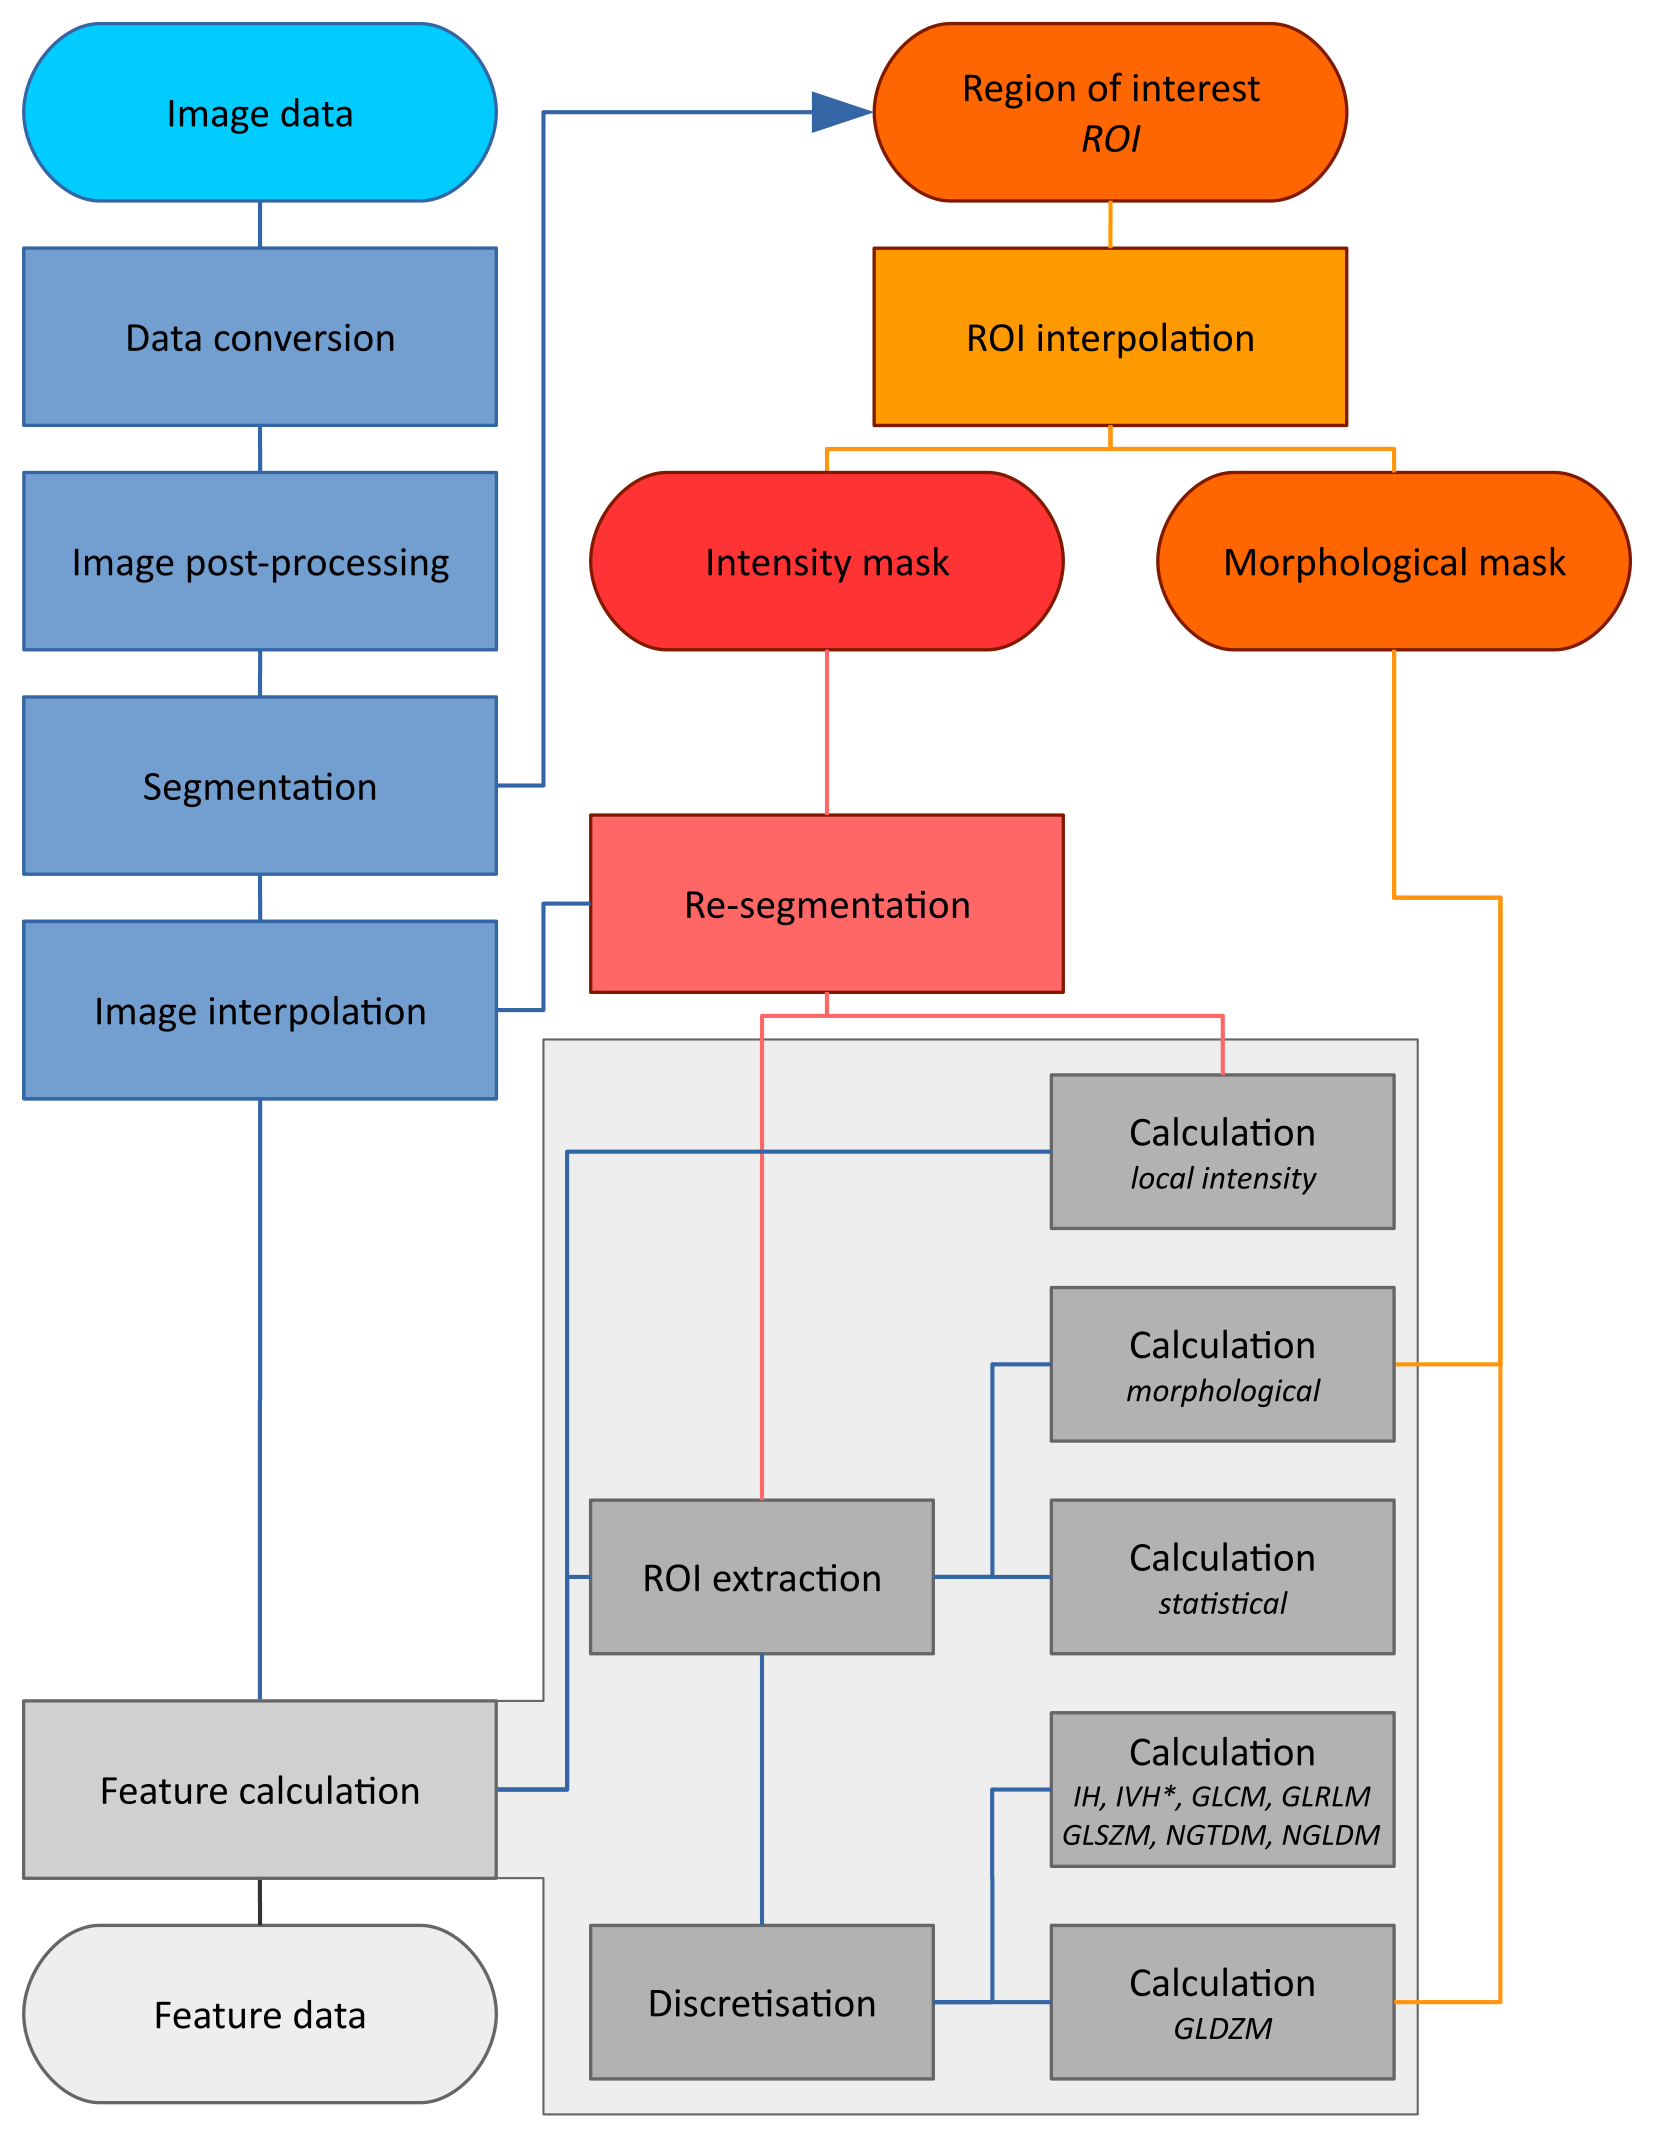 Image data
Data conversion
Image post-processing
Segmentation
Image interpolation
Region of interest
ROI
ROI interpolation
Intensity mask
Morphological mask
Re-segmentation
Calculation
local intensity
Calculation
morphological
ROI extraction
Calculation
statistical
Feature calculation
Calculation
IH, IVH*, GLCM, GLRLM
GLSZM, NGTDM, NGLDM
Discretisation
Calculation
GLDZM
Feature data